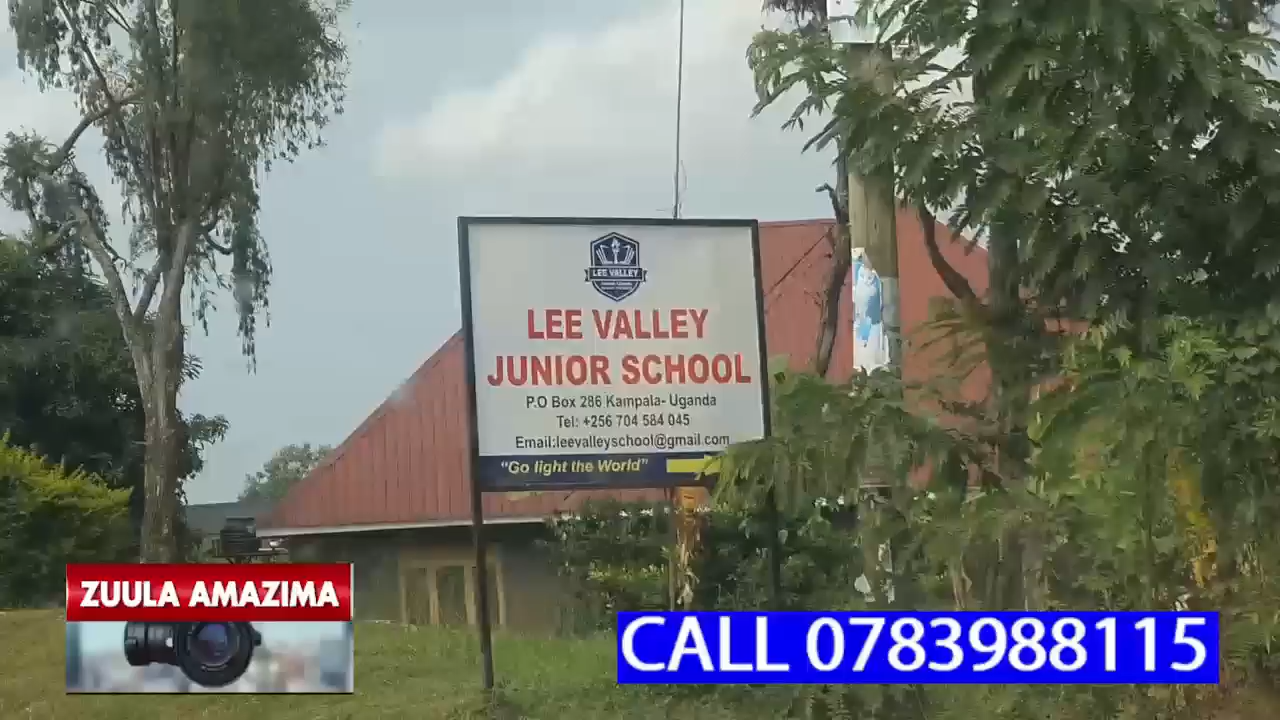 LEE VALLEY
LEE VALLEY
JUNIOR SCHOOL
P.O Box 286 Kampala- Uganda
Tel: +256 704 584 045
Email:leevalleyschool@gmail.com
"Go light the World"
ZUULA AMAZIMA
CALL 0783988115